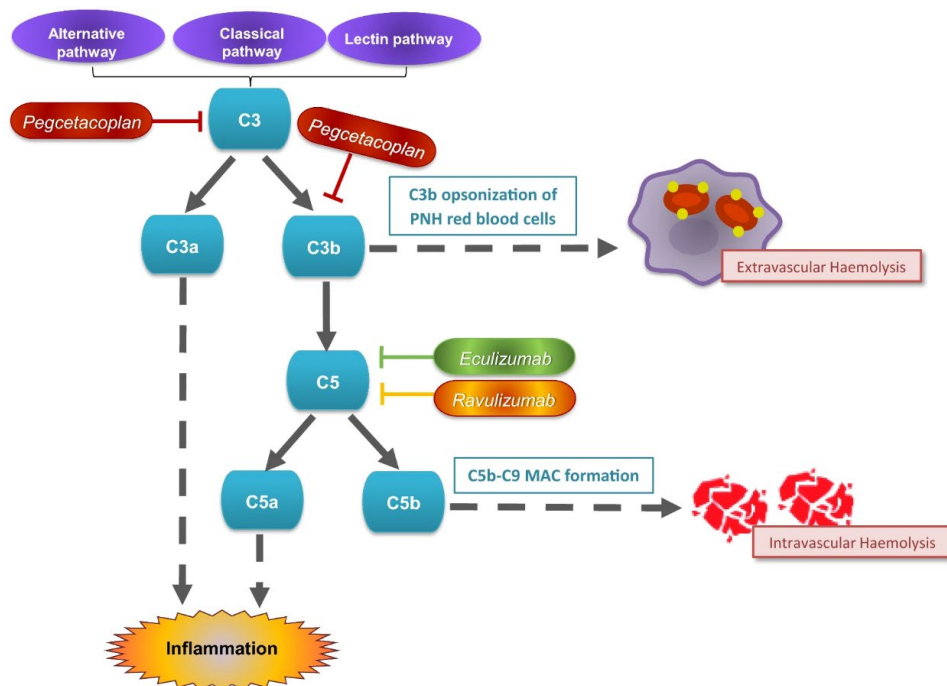 Alternative
pathway
Classical
pathway
Lectin pathway
C3
Pegcetacoplan
Pegcetacoplan
C3b opsonization of
PNH red blood cells
C3a
C3b
Extravascular Haemolysis
C5
Eculizumab
Ravulizumab
C5a
C5b
C5b-C9 MAC formation
Intravascular Haemolysis
Inflammation